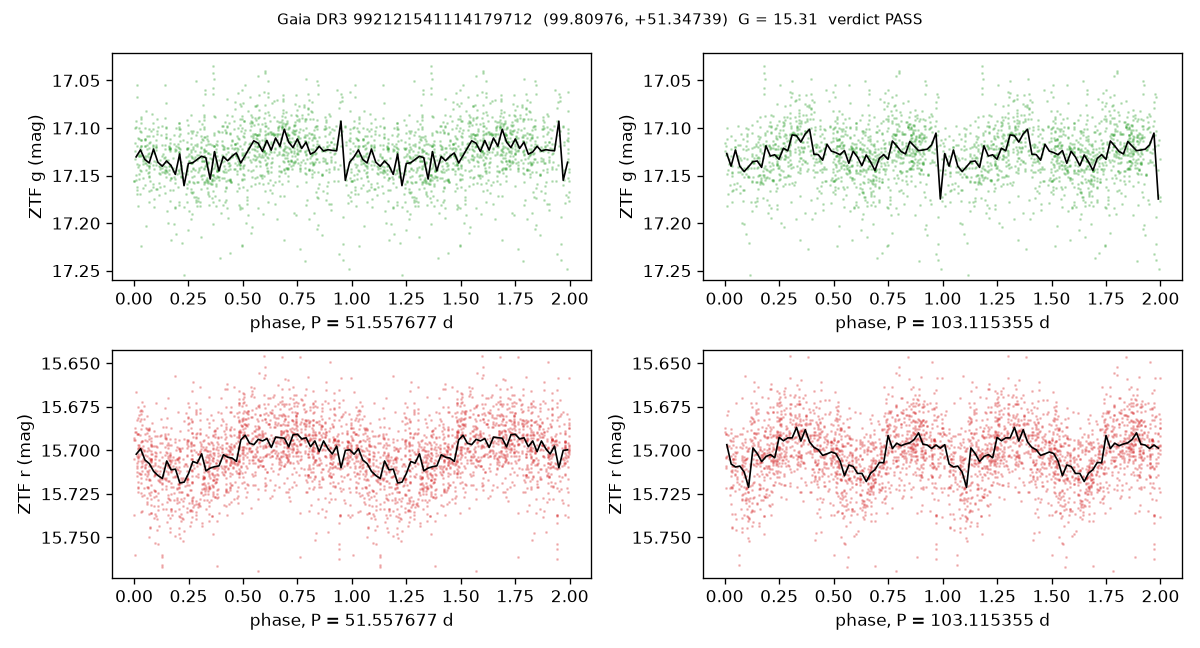 Gaia DR3 992121541114179712 (99.80976, +51.34739) G = 15.31 verdict PASS
ZTF g (mag)
17.05
17.10
17.15
17.20
17.25
0.00 0.25 0.50 0.75 1.00 1.25 1.50 1.75 2.00
phase, P = 51.557677 d
ZTF g (mag)
17.05
17.10
17.15
17.20
17.25
0.00 0.25 0.50 0.75 1.00 1.25 1.50 1.75 2.00
phase, P = 103.115355 d
ZTF r (mag)
15.650
15.675
15.700
15.725
15.750
0.00 0.25 0.50 0.75 1.00 1.25 1.50 1.75 2.00
phase, P = 51.557677 d
ZTF r (mag)
15.650
15.675
15.700
15.725
15.750
0.00 0.25 0.50 0.75 1.00 1.25 1.50 1.75 2.00
phase, P = 103.115355 d